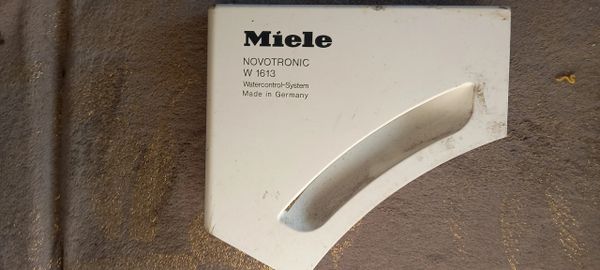 Miele
NOVOTRONIC
W 1613
Watercontrol-System
Made in Germany